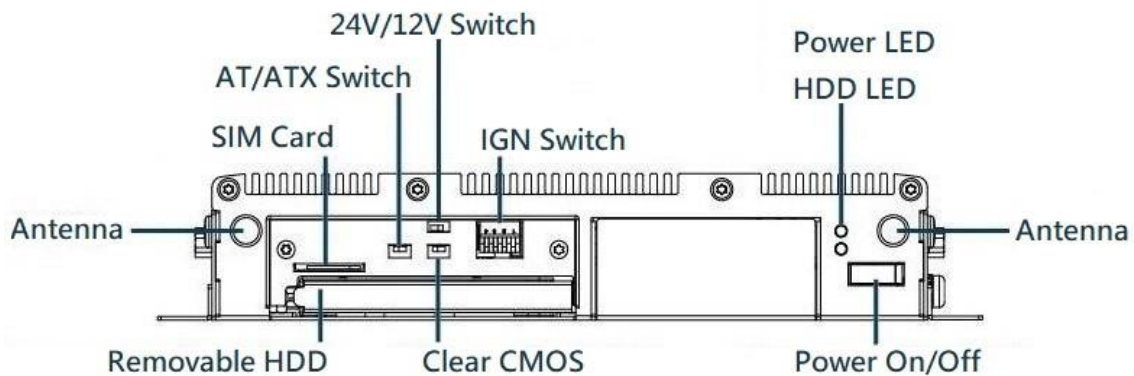 24V/12V Switch
Power LED
AT/ATX Switch
HDD LED
SIM Card
IGN Switch
Antenna
Antenna
Removable HDD
Clear CMOS
Power On/Off